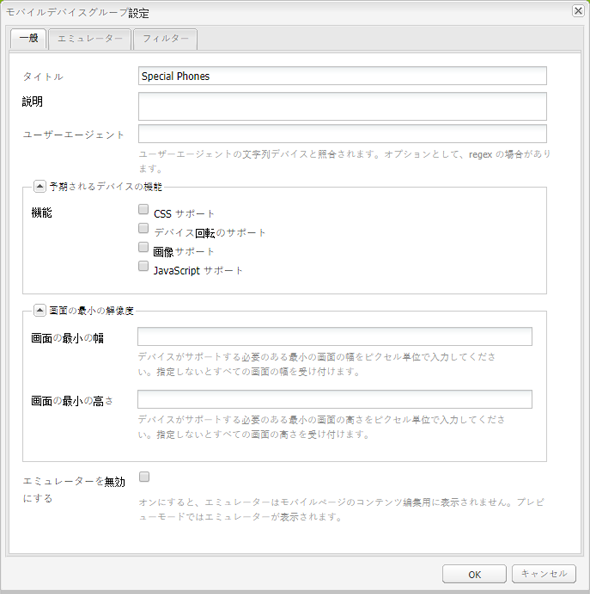 モバイルデバイスグループ設定
一般 エミュレーター フィルター
タイトル Special Phones
説明
ユーザーエージェント
ユーザーエージェントの文字列デバイスと照合されます。オプションとして、regex の場合があり
ます。
予期されるデバイスの機能
機能 CSS サポート
デバイス回転のサポート
画像サポート
JavaScript サポート
画面の最小の解像度
画面の最小の幅
デバイスがサポートする必要のある最小の画面の幅をピクセル単位で入力してくださ
い。指定しないとすべての画面の幅を受け付けます。
画面の最小の高さ
デバイスがサポートする必要のある最小の画面の高さをピクセル単位で入力してくださ
い。指定しないとすべての画面の高さを受け付けます。
エミュレーターを無効
にする
オンにすると、エミュレーターはモバイルページのコンテンツ編集用に表示されません。プレビ
ューモードではエミュレーターが表示されます。
OK キャンセル